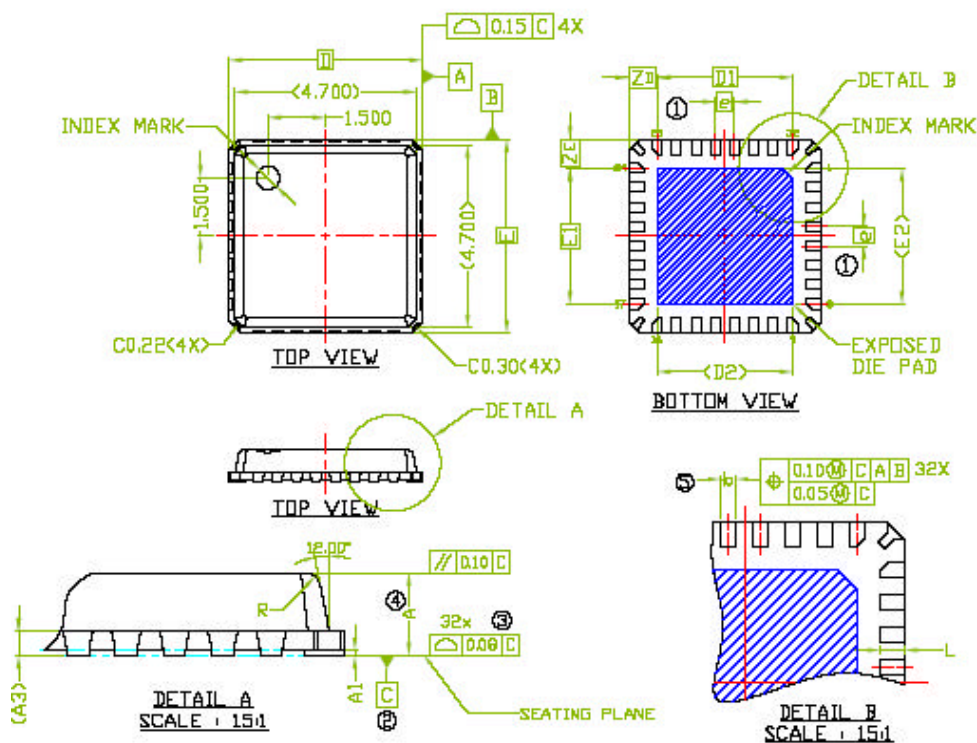 0.15 C 4X
D
(4.700)
A
B
1.500
INDEX MARK
1.500
(4.700)
E
C0.22(4X)
C0.30(4X)
TOP VIEW
ZD
D1
e
1
DETAIL B
INDEX MARK
ZE
E1
(E2)
e
1
(D2)
EXPOSED
DIE PAD
BOTTOM VIEW
DETAIL A
TOP VIEW
12.00°
R
// 0.10 C
4
A
32x
3
0.08 C
(A3)
A1
C
2
SEATING PLANE
DETAIL A
SCALE : 15:1
5
b
0.10 M C A B 32X
0.05 M C
L
DETAIL B
SCALE : 15:1